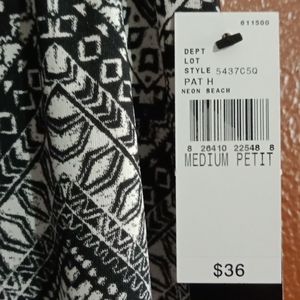 611500
DEPT
LOT
STYLE 5437C5Q
PAT H
NEON BEACH
8 26410 22548 8
MEDIUM PETIT
$36